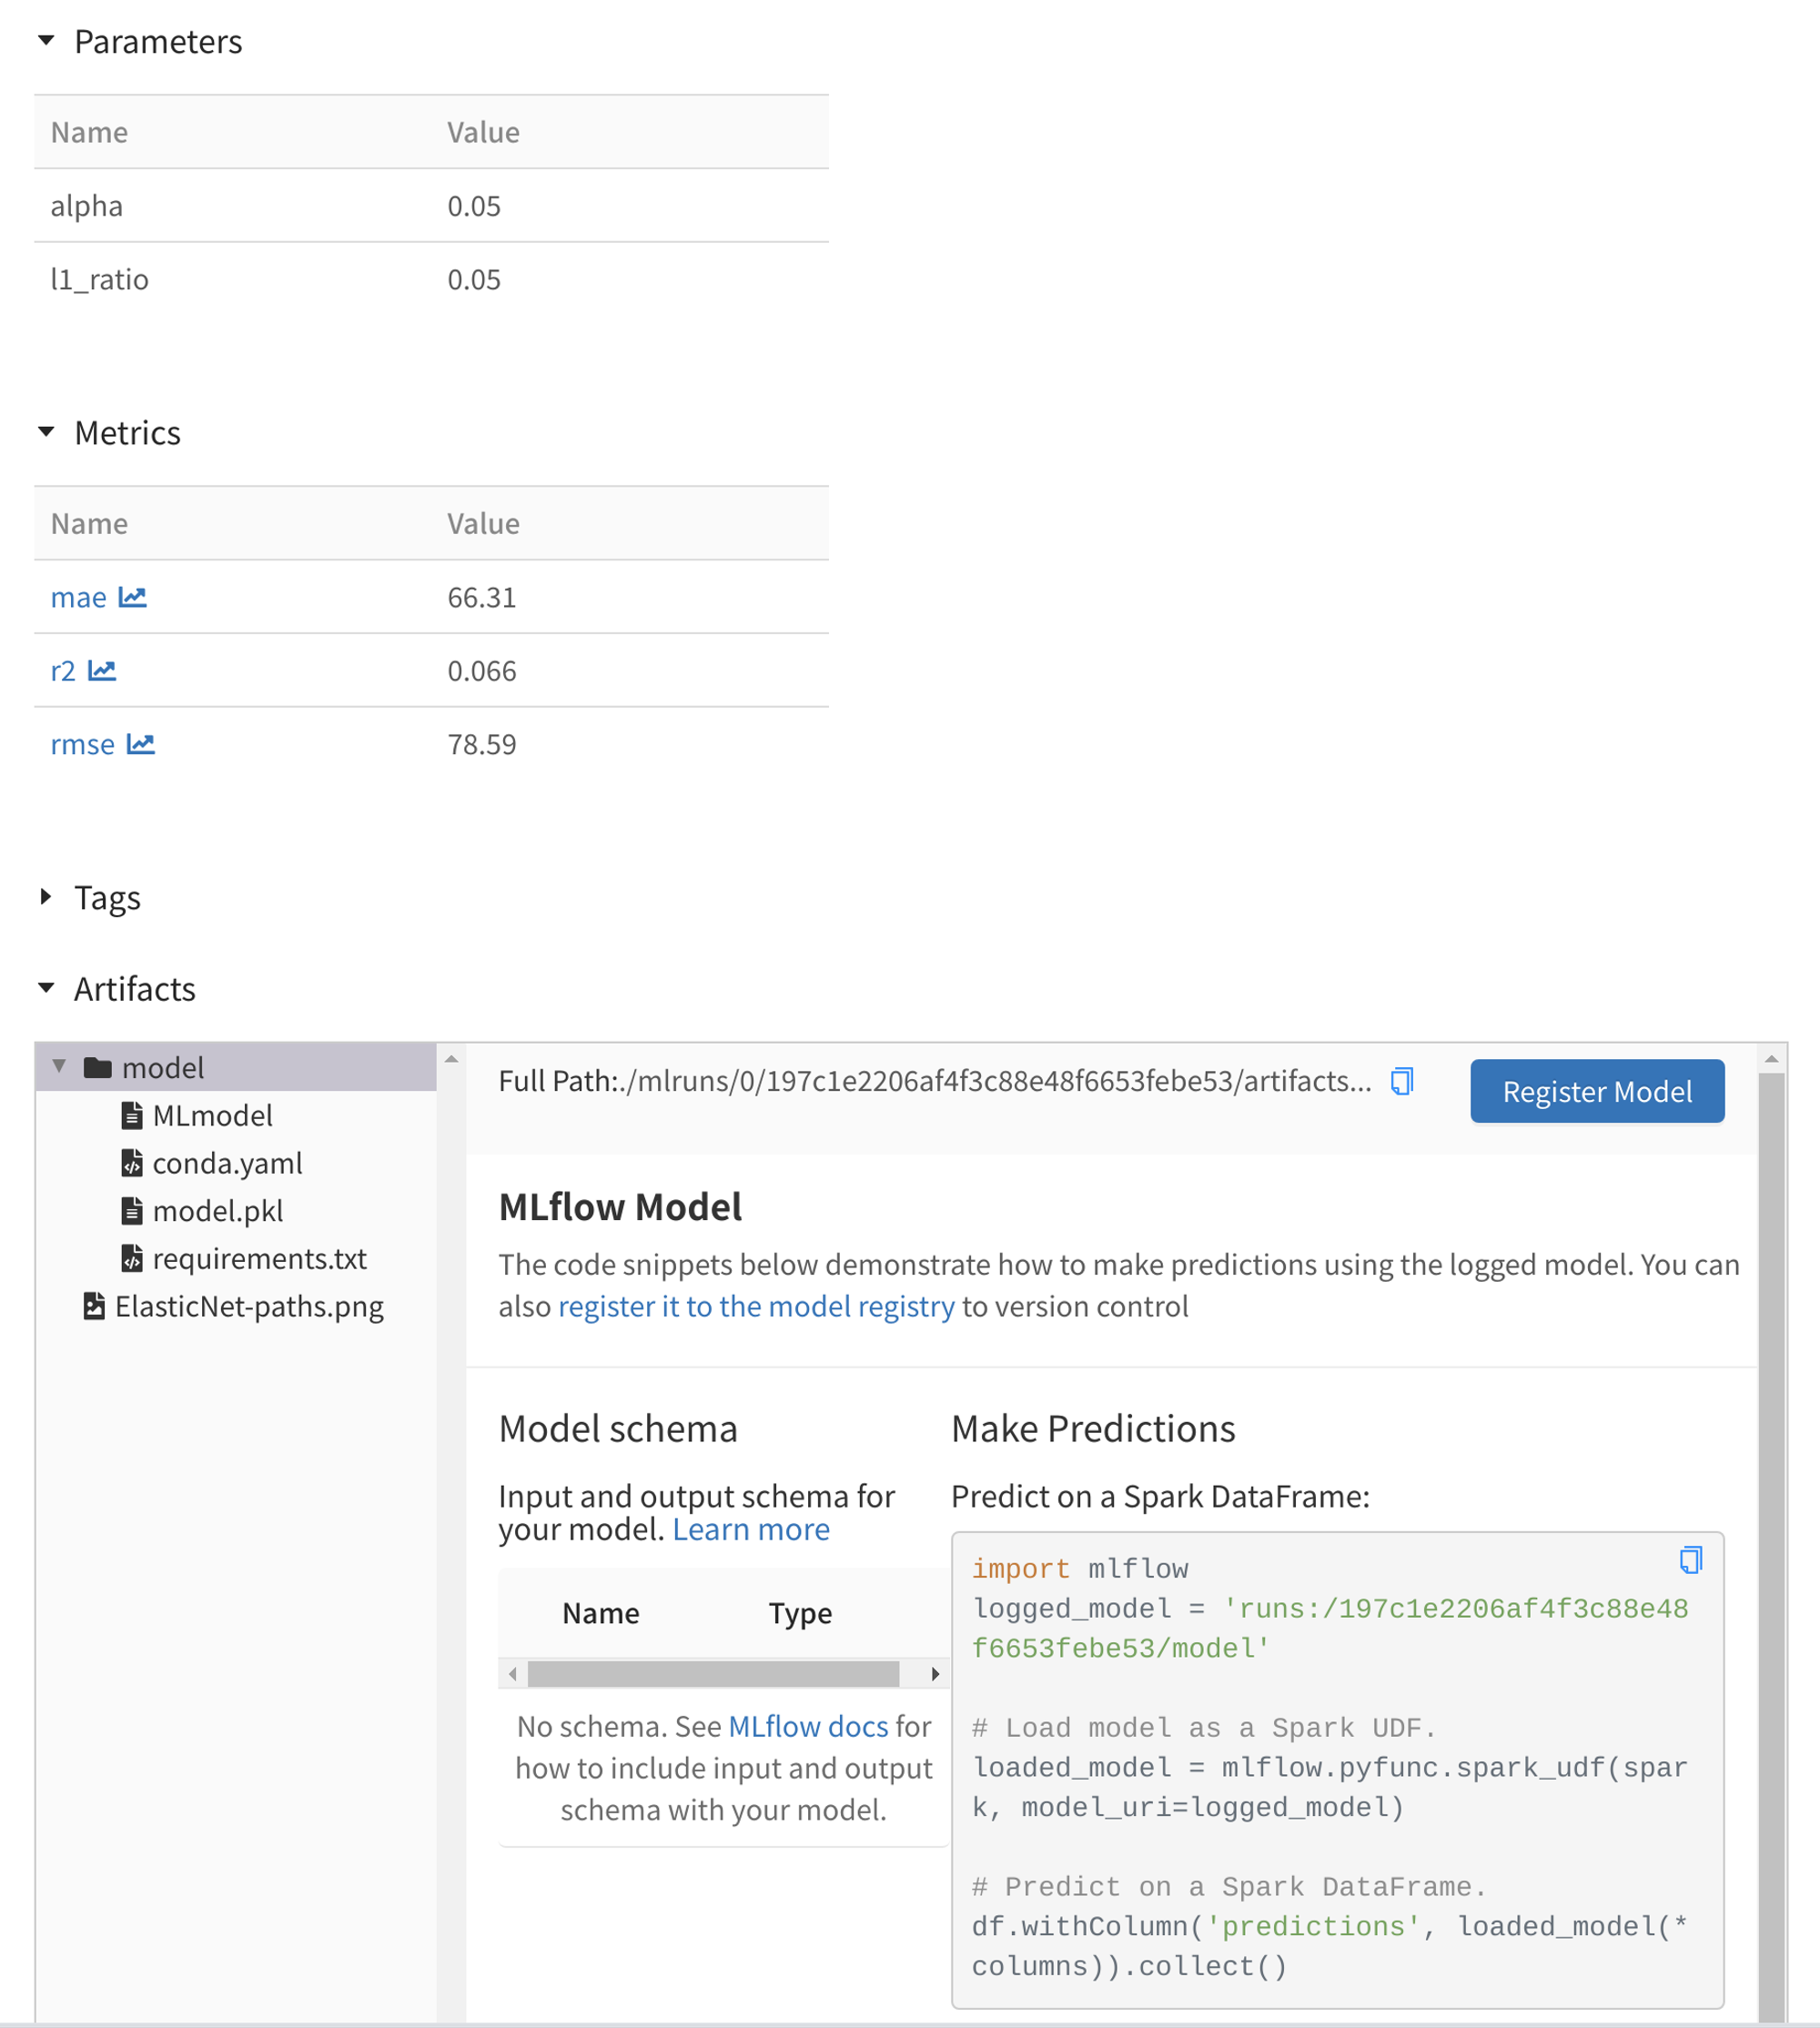 Parameters
Name Value
alpha 0.05
l1_ratio 0.05
Metrics
Name Value
mae 66.31
r2 0.066
rmse 78.59
Tags
Artifacts
model
MLmodel
conda.yaml
model.pkl
requirements.txt
ElasticNet-paths.png
Full Path:./mlruns/0/197c1e2206af4f3c88e48f6653febe53/artifacts...
Register Model
MLflow Model
The code snippets below demonstrate how to make predictions using the logged model. You can
also register it to the model registry to version control
Model schema
Input and output schema for
your model. Learn more
Name Type
No schema. See MLflow docs for
how to include input and output
schema with your model.
Make Predictions
Predict on a Spark DataFrame:
import mlflow
logged_model = 'runs:/197c1e2206af4f3c88e48
f6653febe53/model'
# Load model as a Spark UDF.
loaded_model = mlflow.pyfunc.spark_udf(spar
k, model_uri=logged_model)
# Predict on a Spark DataFrame.
df.withColumn('predictions', loaded_model(*
columns)).collect()